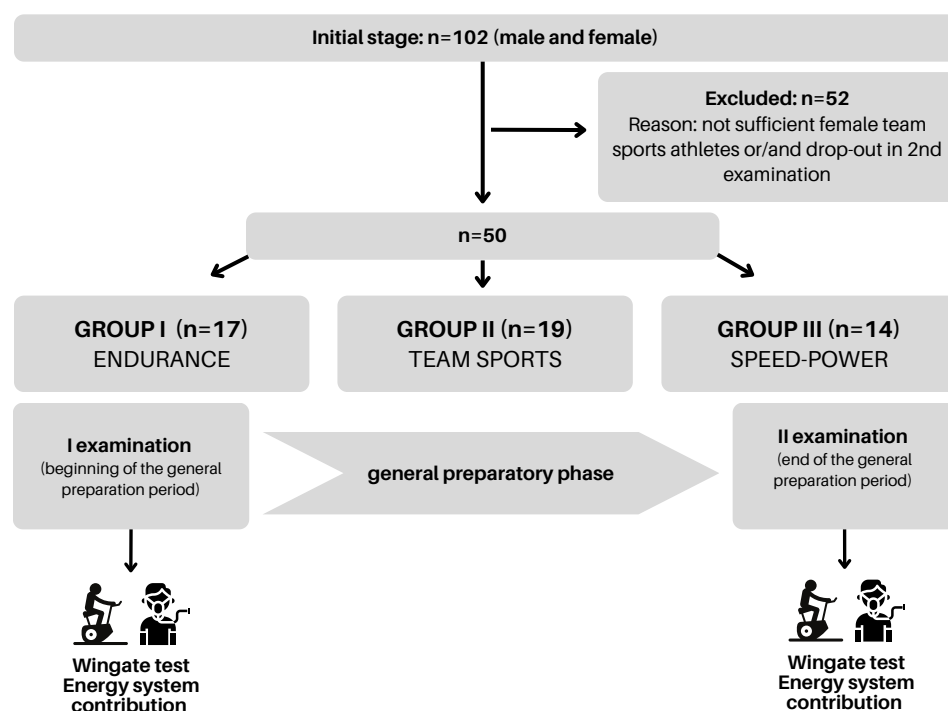 Initial stage: n=102 (male and female)
Excluded: n=52
Reason: not sufficient female team
sports athletes or/and drop-out in 2nd
examination
n=50
GROUP I (n=17)
ENDURANCE
GROUP II (n=19)
TEAM SPORTS
GROUP III (n=14)
SPEED-POWER
I examination
(beginning of the general
preparation period)
general preparatory phase
II examination
(end of the general
preparation period)
Wingate test
Energy system
contribution
Wingate test
Energy system
contribution